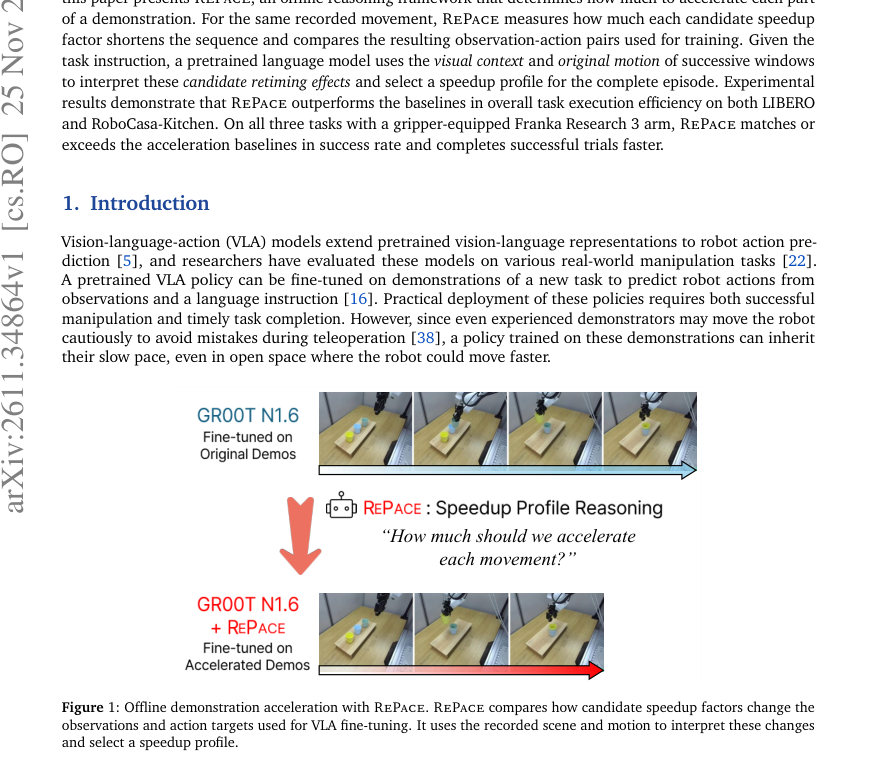 this paper presents REPACE, an offline reasoning framework that determines how much to accelerate each part
of a demonstration. For the same recorded movement, REPACE measures how much each candidate speedup
factor shortens the sequence and compares the resulting observation-action pairs used for training. Given the
task instruction, a pretrained language model uses the visual context and original motion of successive windows
to interpret these candidate retiming effects and select a speedup profile for the complete episode. Experimental
results demonstrate that REPACE outperforms the baselines in overall task execution efficiency on both LIBERO
and RoboCasa-Kitchen. On all three tasks with a gripper-equipped Franka Research 3 arm, REPACE matches or
exceeds the acceleration baselines in success rate and completes successful trials faster.
1. Introduction
Vision-language-action (VLA) models extend pretrained vision-language representations to robot action pre-
diction [5], and researchers have evaluated these models on various real-world manipulation tasks [22].
A pretrained VLA policy can be fine-tuned on demonstrations of a new task to predict robot actions from
observations and a language instruction [16]. Practical deployment of these policies requires both successful
manipulation and timely task completion. However, since even experienced demonstrators may move the robot
cautiously to avoid mistakes during teleoperation [38], a policy trained on these demonstrations can inherit
their slow pace, even in open space where the robot could move faster.
GR00T N1.6
Fine-tuned on
Original Demos
REPACE : Speedup Profile Reasoning
“How much should we accelerate
each movement?”
GR00T N1.6
+ REPACE
Fine-tuned on
Accelerated Demos
Figure 1: Offline demonstration acceleration with REPACE. REPACE compares how candidate speedup factors change the
observations and action targets used for VLA fine-tuning. It uses the recorded scene and motion to interpret these changes
and select a speedup profile.
arXiv:2611.34864v1 [cs.RO] 25 Nov 2